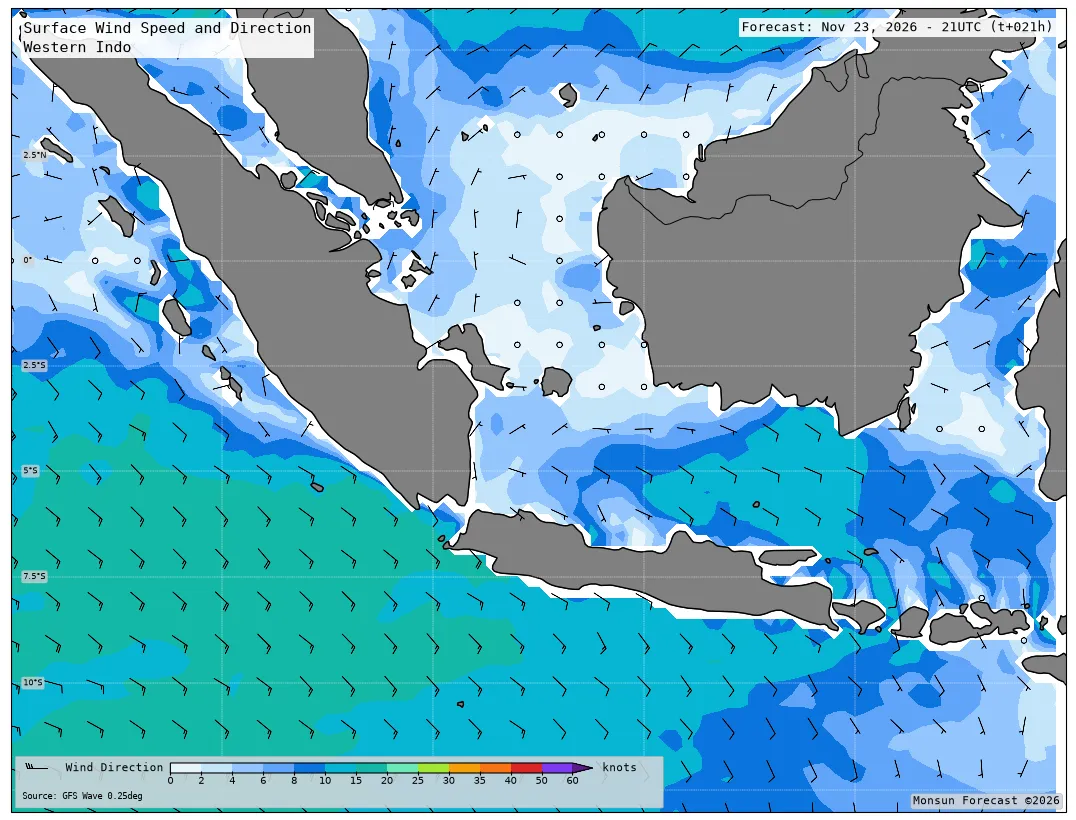 Surface Wind Speed and Direction
Western Indo
Forecast: Nov 23, 2026 - 21UTC (t+021h)
2.5°N
0°
2.5°S
5°S
7.5°S
10°S
Wind Direction
0 2 4 6 8 10 15 20 25 30 35 40 50 60
knots
Source: GFS Wave 0.25deg
Monsun Forecast ©2026